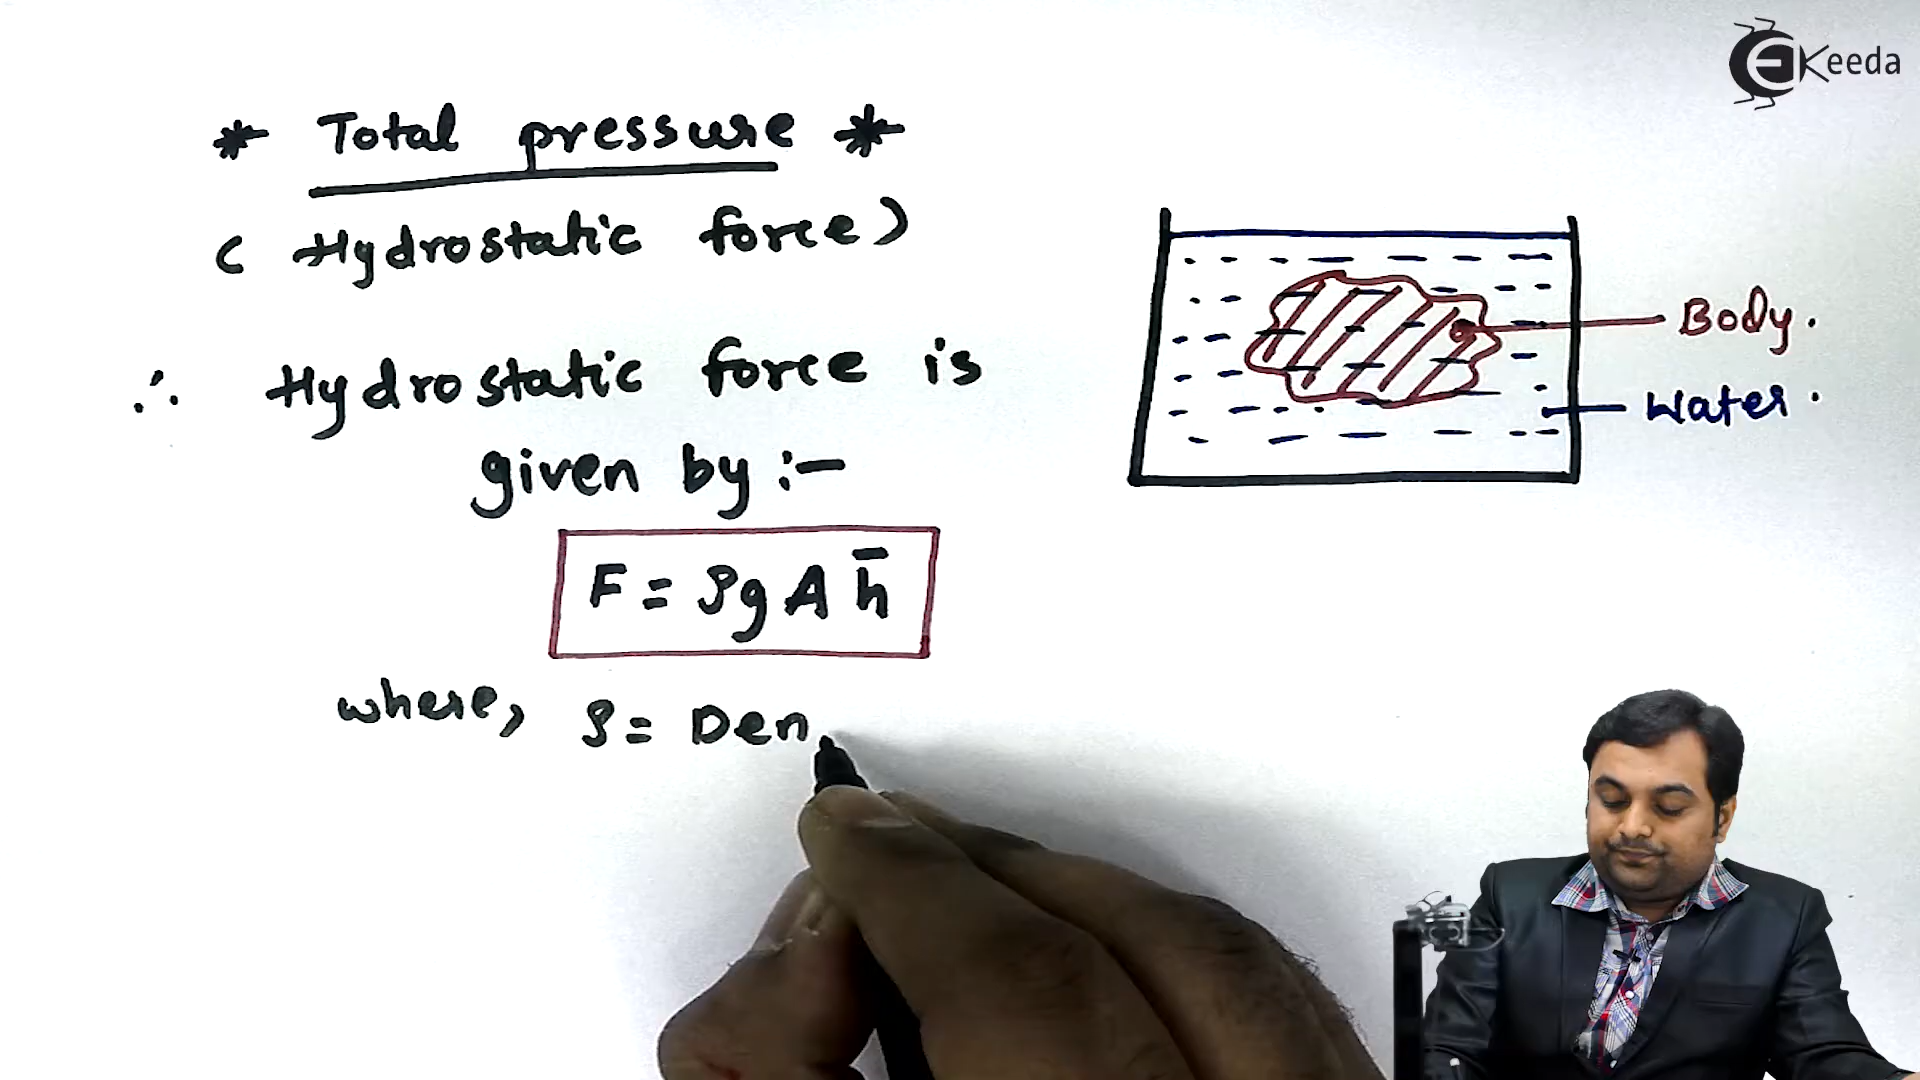 * Total pressure *
( Hydrostatic force )
∴ Hydrostatic force is
given by :-
F = ρg A h̄
where, ρ = Den
Body.
Water.
EKeeda